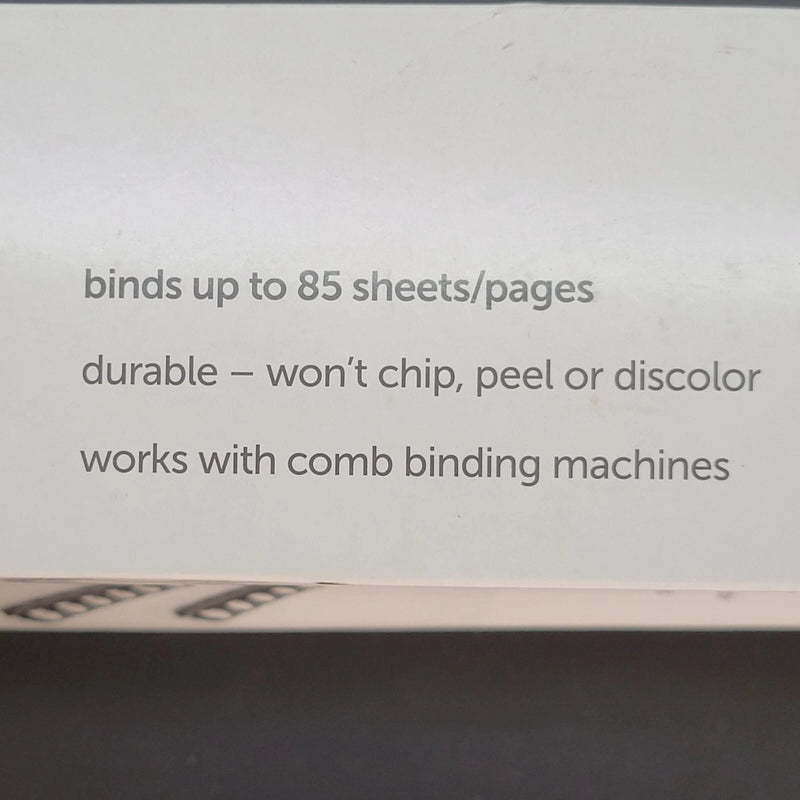 binds up to 85 sheets/pages
durable – won't chip, peel or discolor
works with comb binding machines